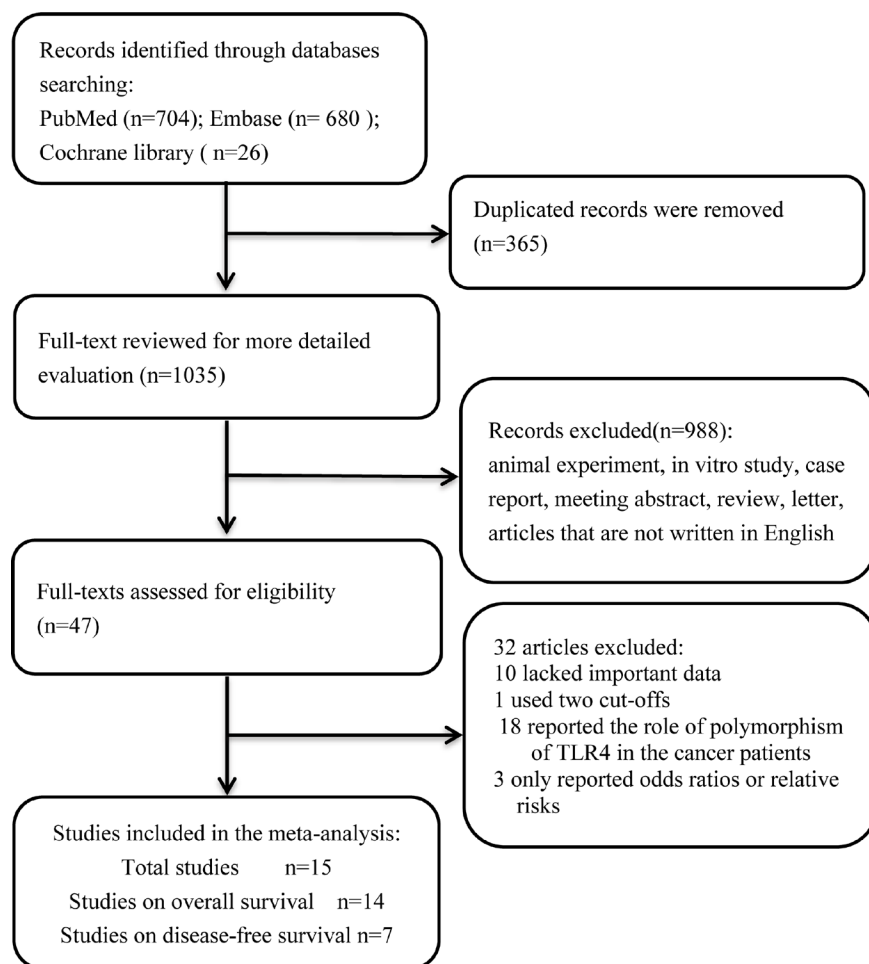 Records identified through databases
searching:
PubMed (n=704); Embase (n= 680 );
Cochrane library ( n=26)
Duplicated records were removed
(n=365)
Full-text reviewed for more detailed
evaluation (n=1035)
Records excluded(n=988):
animal experiment, in vitro study, case
report, meeting abstract, review, letter,
articles that are not written in English
Full-texts assessed for eligibility
(n=47)
32 articles excluded:
10 lacked important data
1 used two cut-offs
18 reported the role of polymorphism
of TLR4 in the cancer patients
3 only reported odds ratios or relative
risks
Studies included in the meta-analysis:
Total studies n=15
Studies on overall survival n=14
Studies on disease-free survival n=7